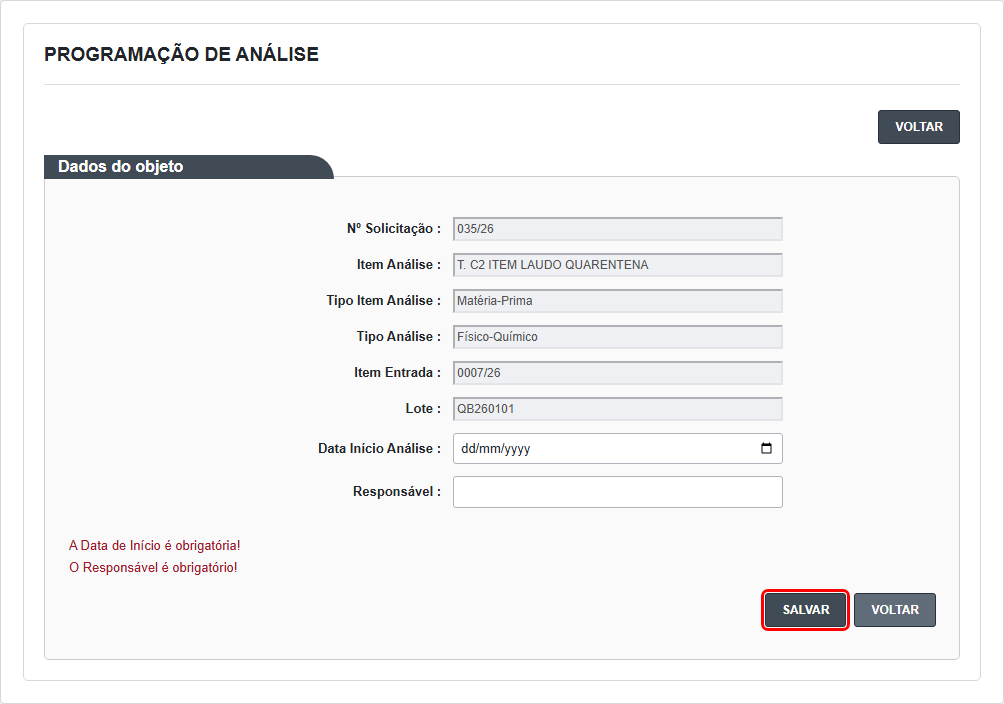 PROGRAMAÇÃO DE ANÁLISE
VOLTAR
Dados do objeto
Nº Solicitação : 035/26
Item Análise : T. C2 ITEM LAUDO QUARENTENA
Tipo Item Análise : Matéria-Prima
Tipo Análise : Físico-Químico
Item Entrada : 0007/26
Lote : QB260101
Data Início Análise : dd/mm/yyyy
Responsável :
A Data de Início é obrigatória!
O Responsável é obrigatório!
SALVAR VOLTAR